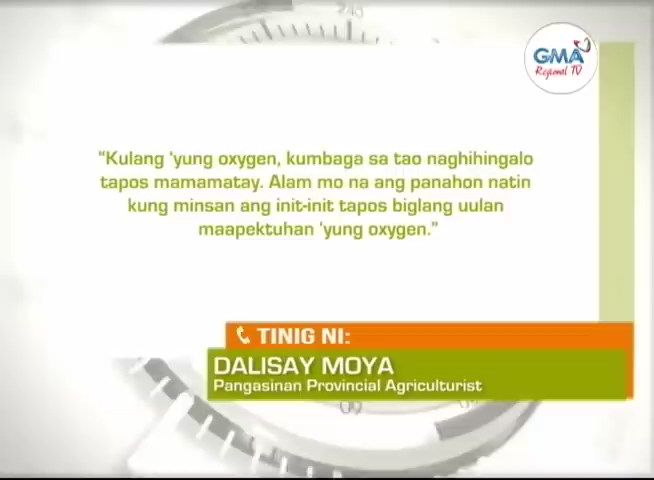 GMA
Regional TV
"Kulang 'yung oxygen, kumbaga sa tao naghihingalo
tapos mamamatay. Alam mo na ang panahon natin
kung minsan ang init-init tapos biglang uulan
maapektuhan 'yung oxygen."
TINIG NI:
DALISAY MOYA
Pangasinan Provincial Agriculturist